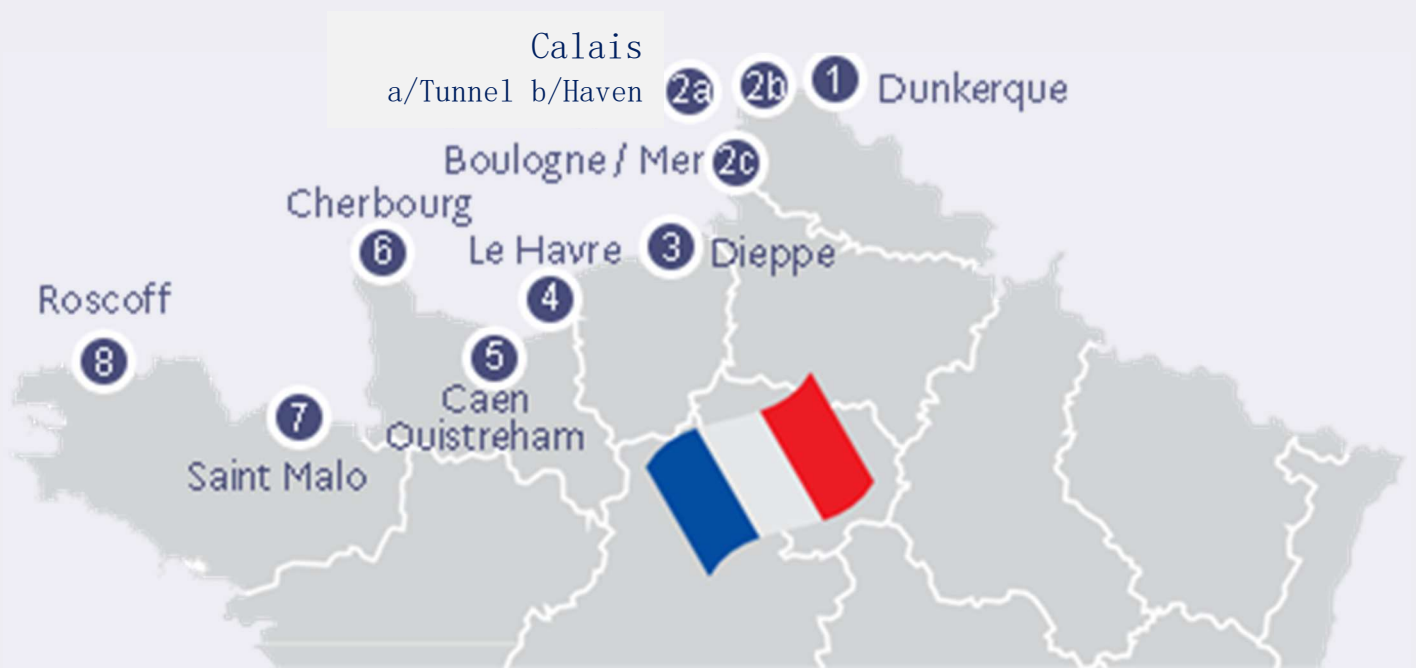 Calais
a/Tunnel b/Haven
2a
2b
1
Dunkerque
Boulogne / Mer
2c
Cherbourg
6
Le Havre
3
Dieppe
Roscoff
4
8
5
Caen
Ouistreham
7
Saint Malo